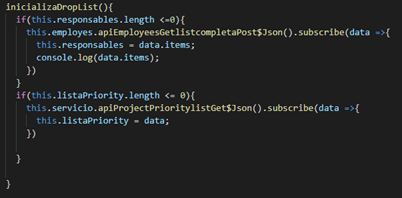 inicializaDropList(){
if(this.responsables.length <=0){
this.employes.apiEmployeesGetlistcompletaPost$Json().subscribe(data =>{
this.responsables = data.items;
console.log(data.items);
})
}
if(this.listaPriority.length <= 0){
this.servicio.apiProjectPrioritylistGet$Json().subscribe(data =>{
this.listaPriority = data;
})
}
}